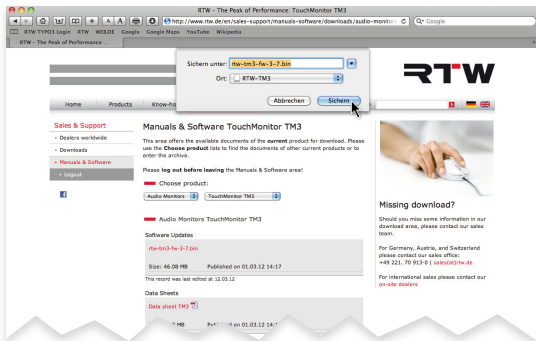 RTW – The Peak of Performance: TouchMonitor TM3
http://www.rtw.de/en/sales-support/manuals-software/downloads/audio-monitor
Q▾ Google
RTW TYPO3 Login RTW WEB.DE Google Google Maps YouTube Wikipedia
RTW – The Peak of Performance: ...
Sichern unter: rtw-tm3-fw-3-7.bin
Ort: RTW-TM3
Abbrechen Sichern
RTW
Home Products Know-ho
Sales & Support
- Dealers worldwide
- Downloads
• Manuals & Software
- Logout
Manuals & Software TouchMonitor TM3
This area offers the available documents of the current product for download. Please
use the Choose product lists to find the documents of other current products or to
enter the archive.
Please log out before leaving the Manuals & Software area!
Choose product:
Audio Monitors TouchMonitor TM3
Audio Monitors TouchMonitor TM3
Software Updates
rtw-tm3-fw-3-7.bin
Size: 46.08 MB Published on 01.03.12 14:17
This record was last edited at 12.03.12
Data Sheets
Data sheet TM3
MB Published on 01.03.12 14:
Missing download?
Should you miss some information in our
download area, please contact our sales
team.
For Germany, Austria, and Switzerland
please contact our sales office:
+49 221. 70 913-0 | sales(at)rtw.de
For international sales please contact our
on-site dealers